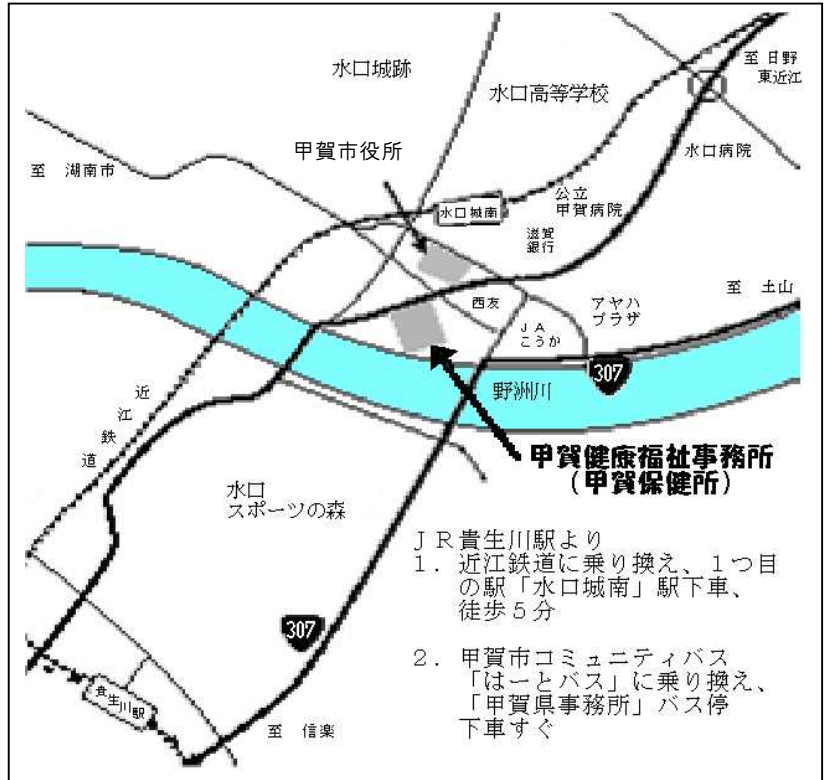 水口城跡
水口高等学校
至 日野
東近江
甲賀市役所
水口病院
至 湖南市
公立
甲賀病院
水口城南
滋賀
銀行
至 土山
西友
アヤハ
プラザ
ＪＡ
こうか
307
野洲川
近江鉄道
甲賀健康福祉事務所
（甲賀保健所）
水口
スポーツの森
ＪＲ貴生川駅より
１．近江鉄道に乗り換え、１つ目
の駅「水口城南」駅下車、
徒歩５分
307
２．甲賀市コミュニティバス
「はーとバス」に乗り換え、
「甲賀県事務所」バス停
下車すぐ
貴生川駅
至 信楽